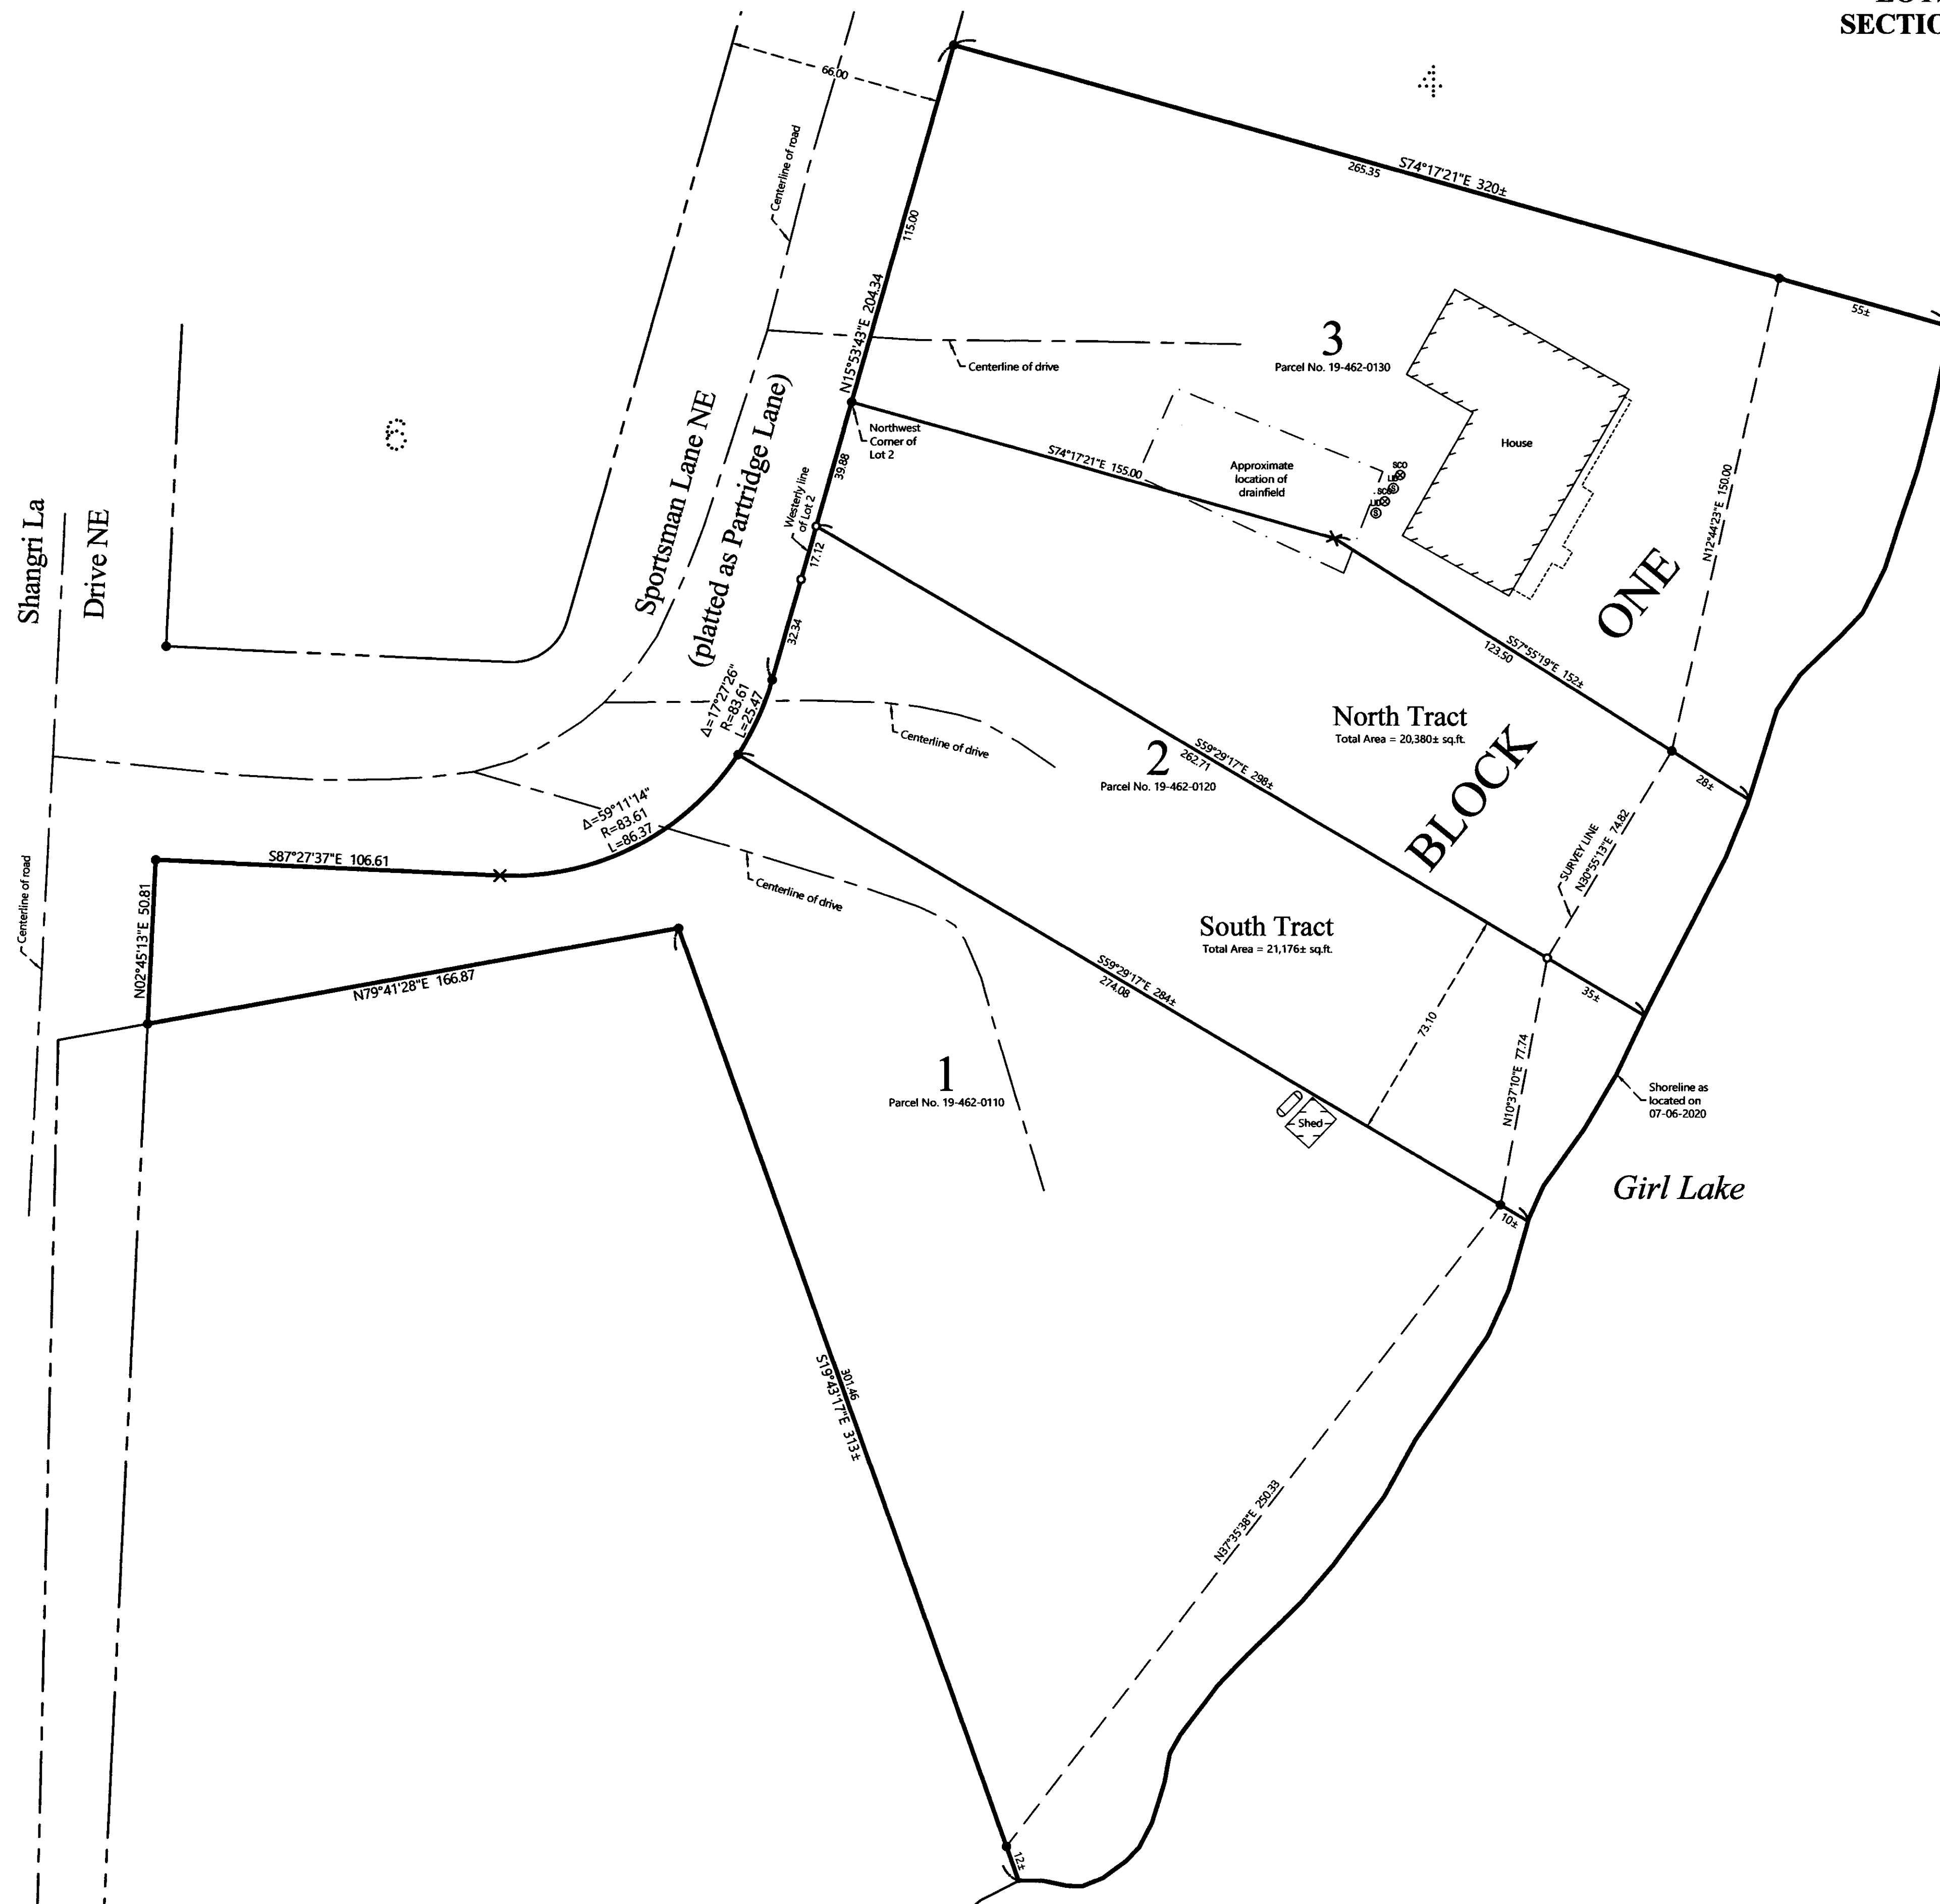 SECTIO
4
66.00
Centerline of road
S74°17'21"E 320±
265.35
55±
115.00
N15°53'43"E 204.34
3
Parcel No. 19-462-0130
Centerline of drive
6
Sportsman Lane NE
(platted as Partridge Lane)
Northwest
Corner of
Lot 2
39.88
Westerly line
of Lot 2
17.12
32.34
S74°17'21"E 155.00
Approximate
location of
drainfield
SCO
SCO
House
N12°44'23"E 150.00
ONE
BLOCK
S57°55'19"E 152±
123.50
28±
Shangri La
Drive NE
Δ=17°27'26"
R=83.61
L=25.47
Centerline of drive
2
Parcel No. 19-462-0120
North Tract
Total Area = 20,380± sq.ft.
S59°29'17"E 298±
262.71
SURVEY LINE
N30°55'13"E 74.82
35±
Δ=59°11'14"
R=83.61
L=86.37
S87°27'37"E 106.61
Centerline of drive
Centerline of road
N02°45'13"E 50.81
N79°41'28"E 166.87
South Tract
Total Area = 21,176± sq.ft.
S59°29'17"E 284±
274.08
73.10
N10°37'10"E 77.74
10±
Shed
1
Parcel No. 19-462-0110
Shoreline as
located on
07-06-2020
Girl Lake
301.46
S19°43'17"E 313±
N37°35'38"E 250.33
12±